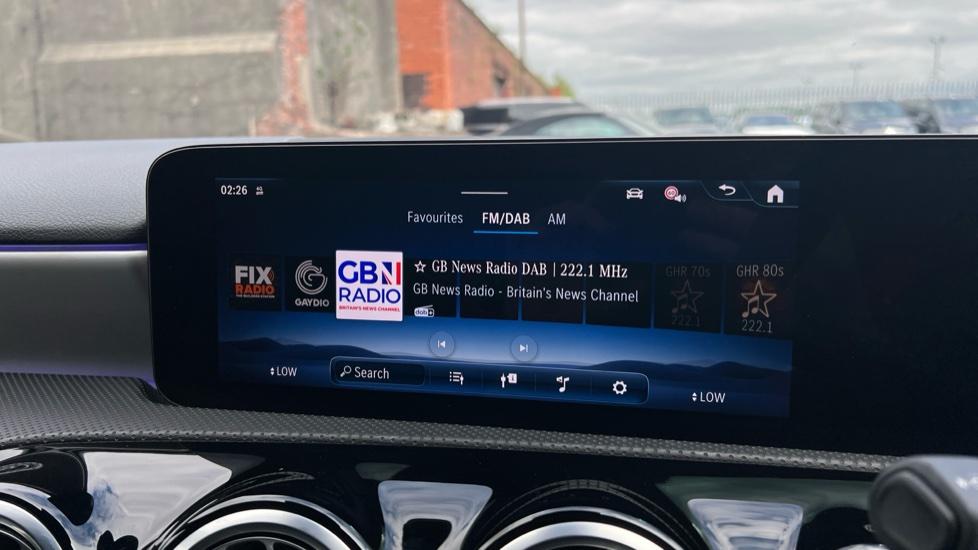 02:26 4G
Favourites FM/DAB AM
FIX
RADIO
THE BUILDERS STATION
GAYDIO
GBN
RADIO
BRITAIN'S NEWS CHANNEL
GB News Radio DAB | 222.1 MHz
GB News Radio - Britain's News Channel
dab+
GHR 70s
222.1
GHR 80s
222.1
LOW
Search
LOW